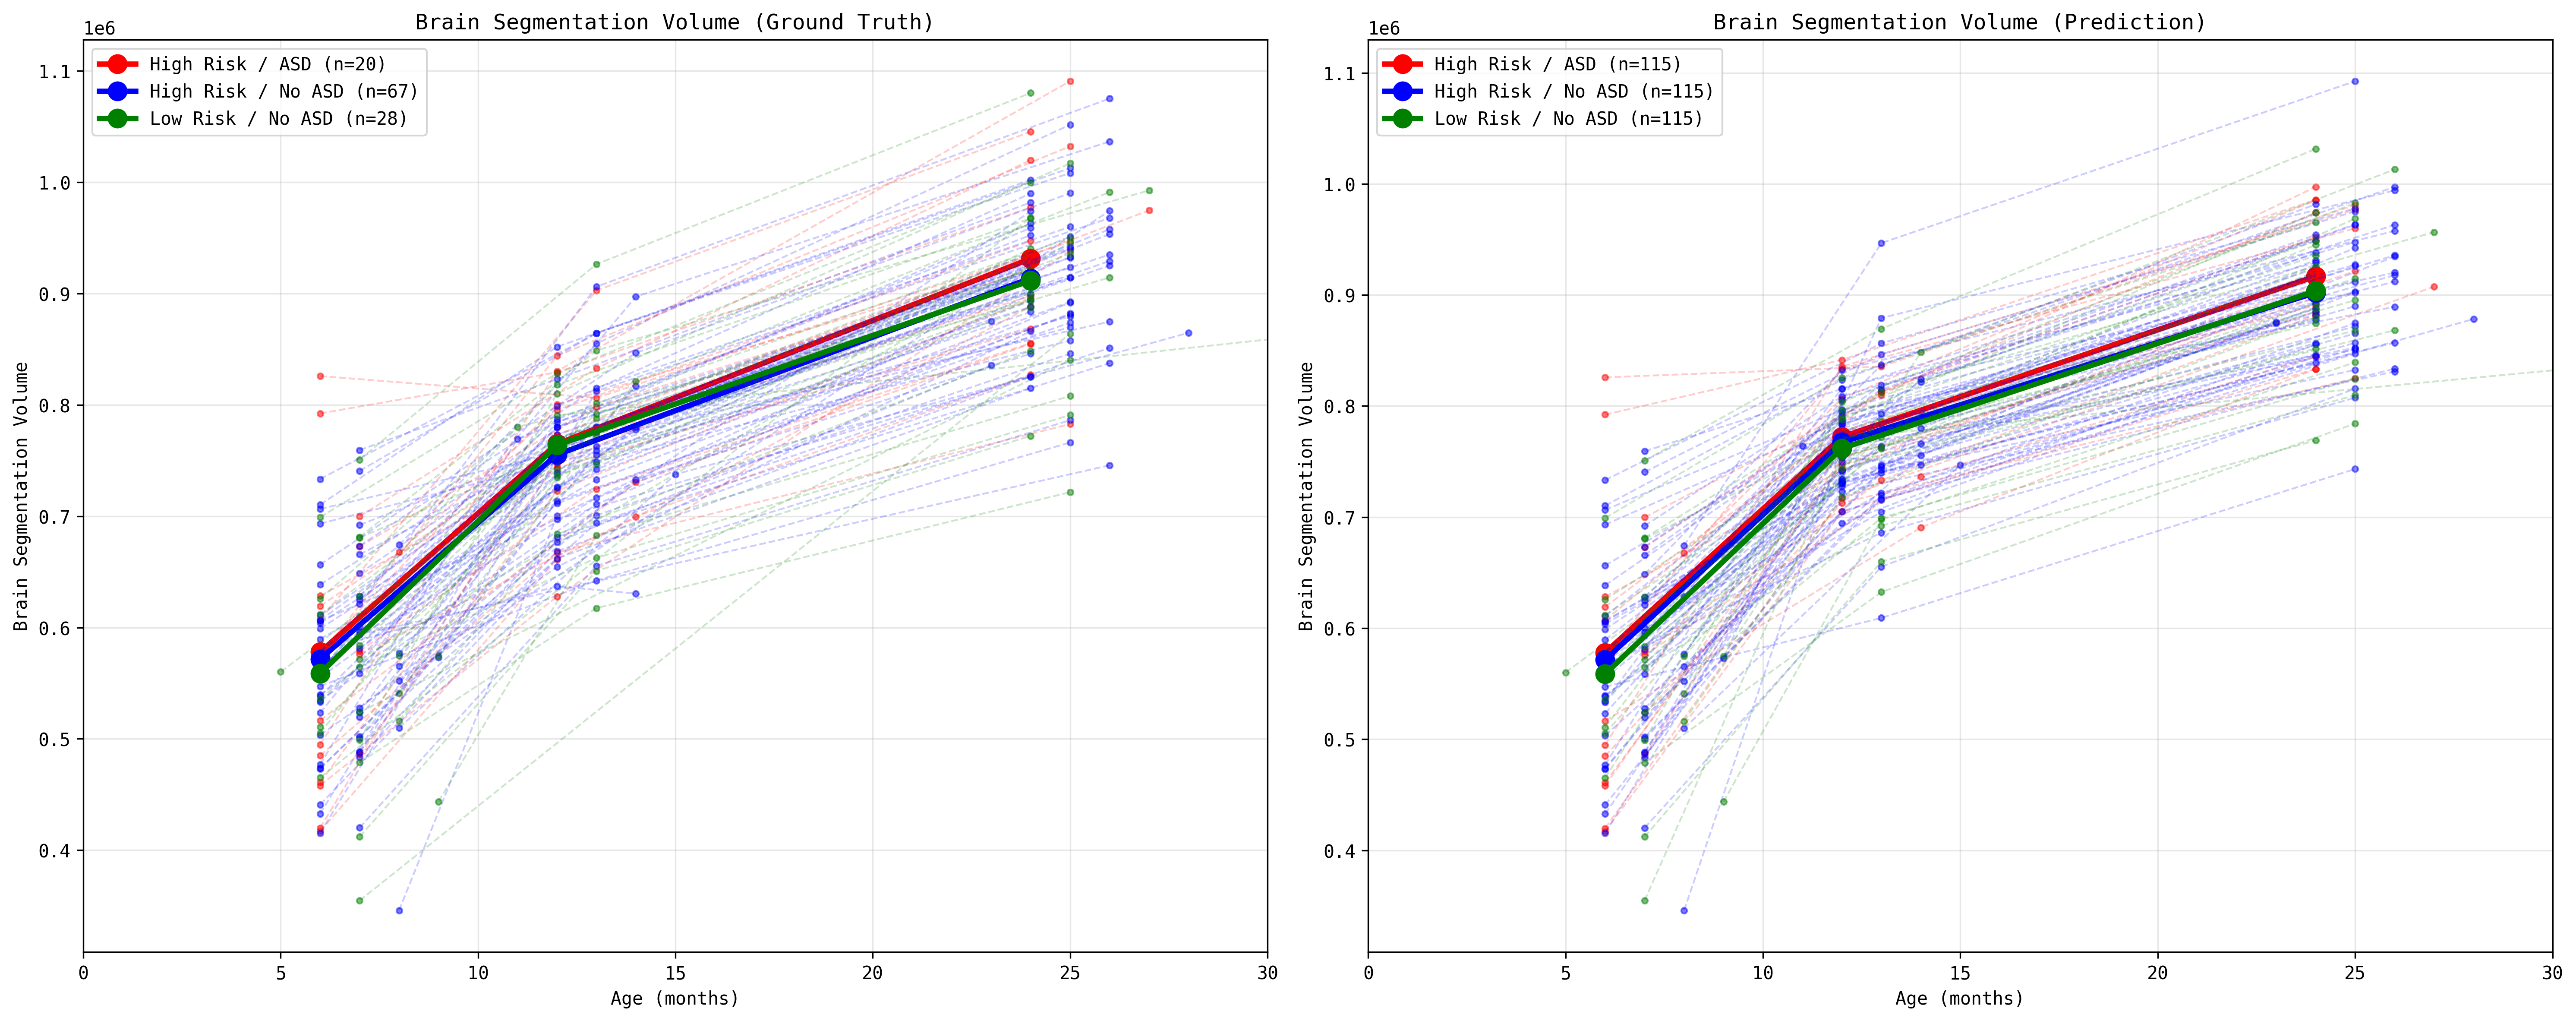 Brain Segmentation Volume (Ground Truth)
1e6
High Risk / ASD (n=20)
High Risk / No ASD (n=67)
Low Risk / No ASD (n=28)
1.1
1.0
0.9
0.8
0.7
0.6
0.5
0.4
Brain Segmentation Volume
0 5 10 15 20 25 30
Age (months)
Brain Segmentation Volume (Prediction)
1e6
High Risk / ASD (n=115)
High Risk / No ASD (n=115)
Low Risk / No ASD (n=115)
1.1
1.0
0.9
0.8
0.7
0.6
0.5
0.4
Brain Segmentation Volume
0 5 10 15 20 25 30
Age (months)